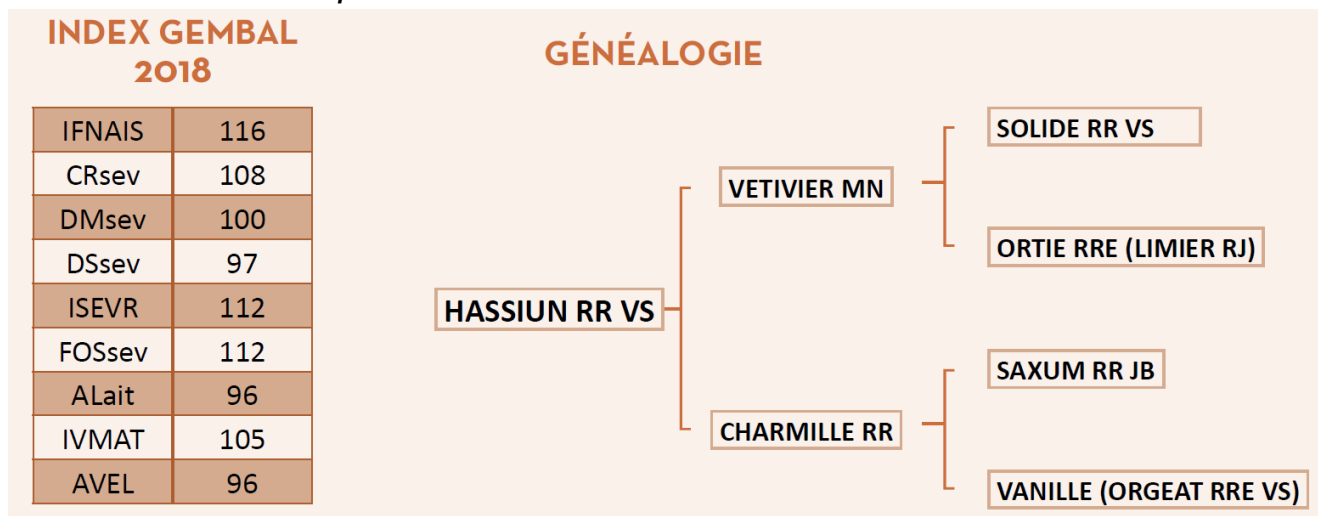 INDEX GEMBAL
2018
IFNAIS 116
CRsev 108
DMsev 100
DSsev 97
ISEVR 112
FOSsev 112
ALait 96
IVMAT 105
AVEL 96
GÉNÉALOGIE
HASSIUN RR VS
VETIVIER MN
SOLIDE RR VS
ORTIE RRE (LIMIER RJ)
CHARMILLE RR
SAXUM RR JB
VANILLE (ORGEAT RRE VS)